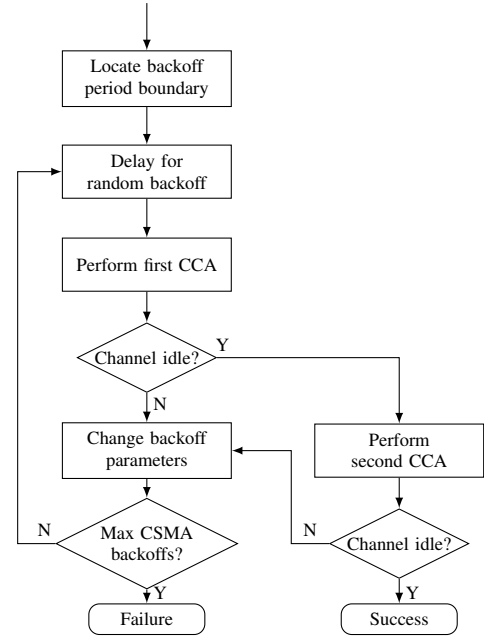 Locate backoff
period boundary
Delay for
random backoff
Perform first CCA
Channel idle?
Y
N
Change backoff
parameters
Perform
second CCA
N
Max CSMA
backoffs?
N
Channel idle?
Y
Y
Failure
Success